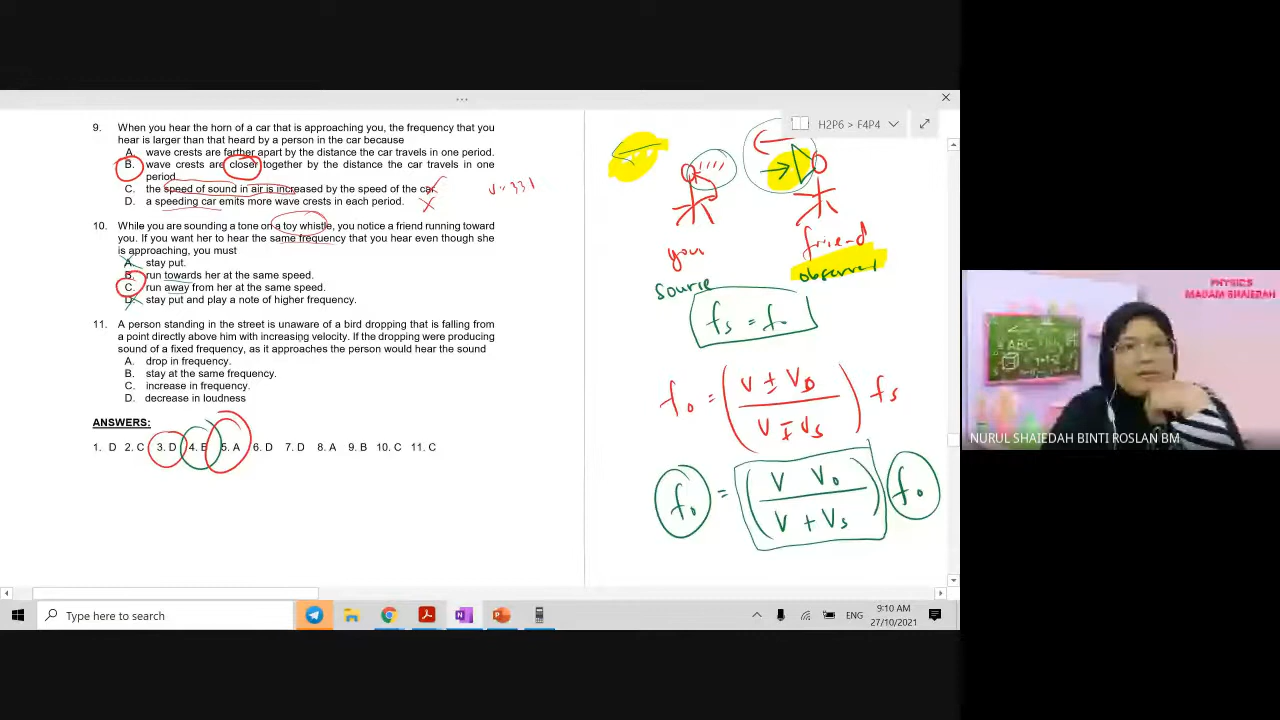 H2P6 > F4P4
9. When you hear the horn of a car that is approaching you, the frequency that you
hear is larger than that heard by a person in the car because
A. wave crests are farther apart by the distance the car travels in one period.
B. wave crests are closer together by the distance the car travels in one
period.
C. the speed of sound in air is increased by the speed of the car.
D. a speeding car emits more wave crests in each period.
v = 331
10. While you are sounding a tone on a toy whistle, you notice a friend running toward
you. If you want her to hear the same frequency that you hear even though she
is approaching, you must
A. stay put.
B. run towards her at the same speed.
C. run away from her at the same speed.
D. stay put and play a note of higher frequency.
11. A person standing in the street is unaware of a bird dropping that is falling from
a point directly above him with increasing velocity. If the dropping were producing
sound of a fixed frequency, as it approaches the person would hear the sound
A. drop in frequency.
B. stay at the same frequency.
C. increase in frequency.
D. decrease in loudness
ANSWERS:
1. D 2. C 3. D 4. B 5. A 6. D 7. D 8. A 9. B 10. C 11. C
you
friend
source
observer
fs = fo
fo = (V ± Vo / V ∓ Vs) fs
fo = (V Vo / V + Vs) fo
PHYSICS
MADAM SHAIEDAH
ABC
NURUL SHAIEDAH BINTI ROSLAN BM
Type here to search
ENG
9:10 AM
27/10/2021